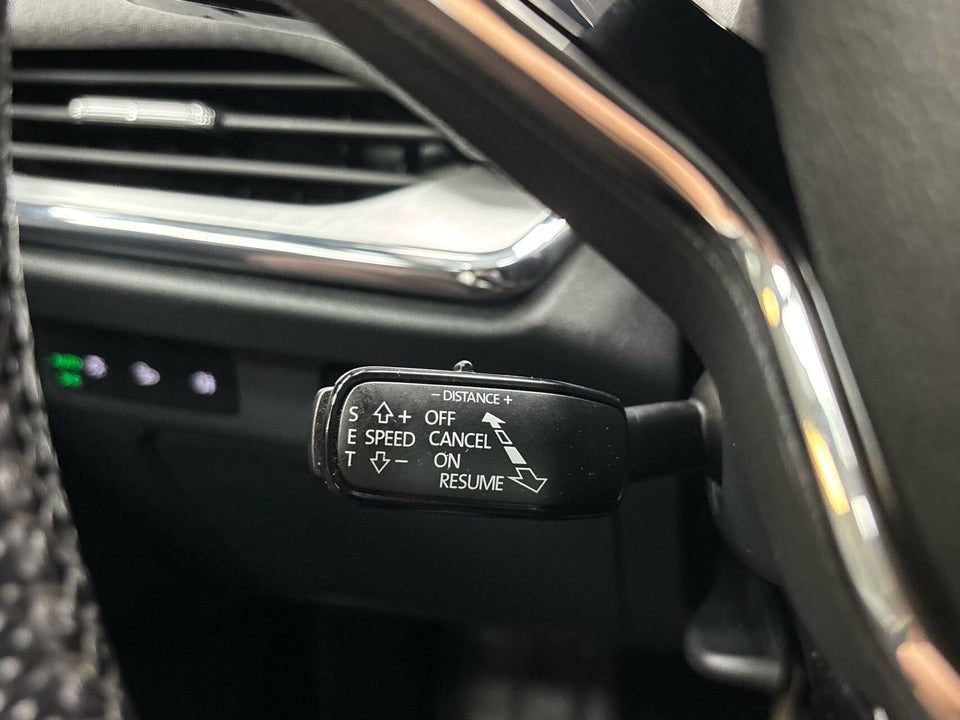 − DISTANCE +
S + OFF
E SPEED CANCEL
T − ON
RESUME